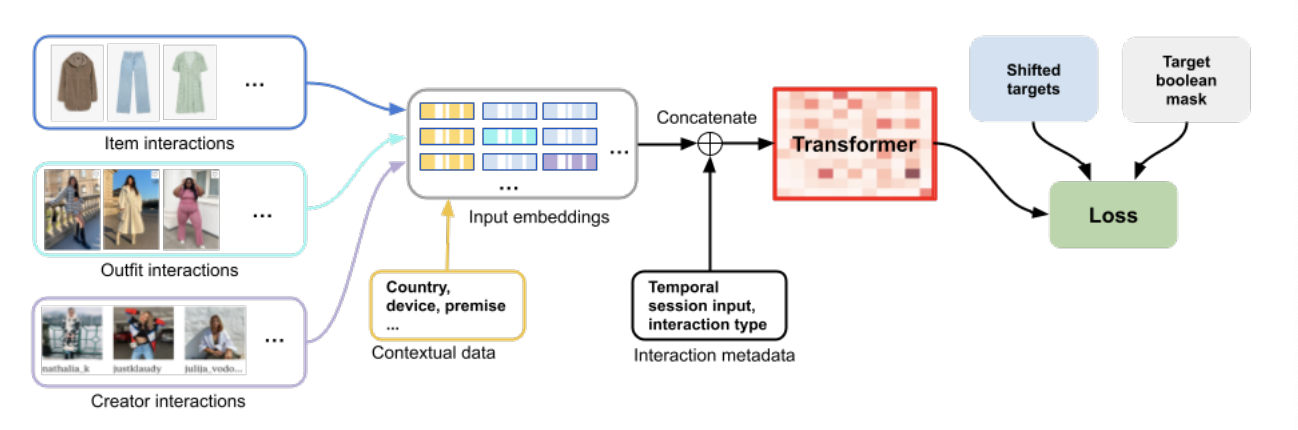 ...
Item interactions
...
Outfit interactions
...
nathalia_k
justklaudy
julija_vodo...
Creator interactions
...
...
Input embeddings
Country,
device, premise
...
Contextual data
Concatenate
Temporal
session input,
interaction type
Interaction metadata
Transformer
Shifted
targets
Target
boolean
mask
Loss